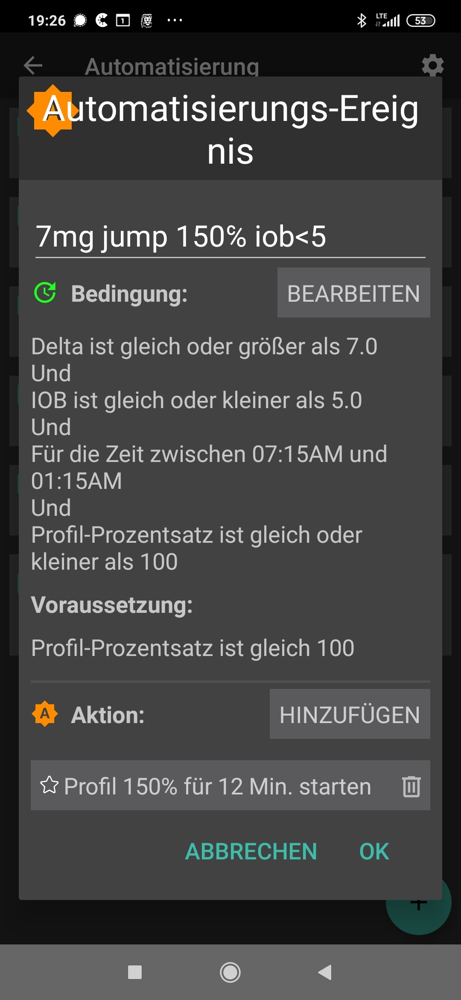 19:26
1
LTE
53
Automatisierung
Automatisierungs-Ereig
nis
7mg jump 150% iob<5
Bedingung:
BEARBEITEN
Delta ist gleich oder größer als 7.0
Und
IOB ist gleich oder kleiner als 5.0
Und
Für die Zeit zwischen 07:15AM und
01:15AM
Und
Profil-Prozentsatz ist gleich oder
kleiner als 100
Voraussetzung:
Profil-Prozentsatz ist gleich 100
A
Aktion:
HINZUFÜGEN
Profil 150% für 12 Min. starten
ABBRECHEN
OK